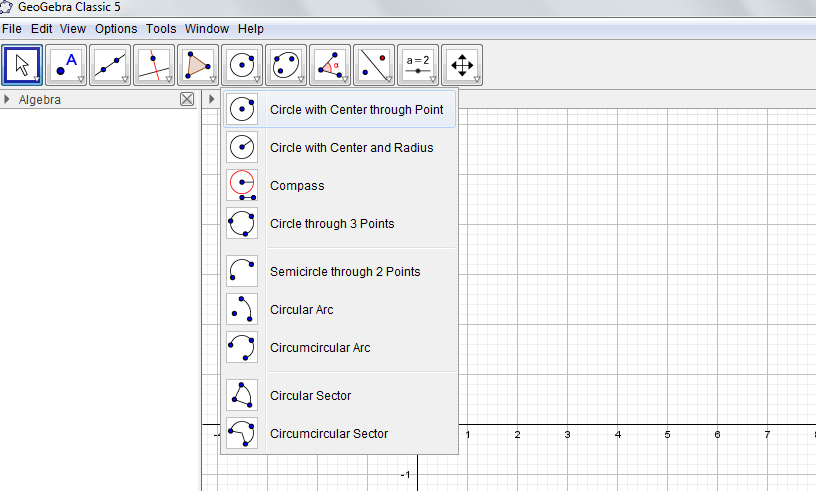 GeoGebra Classic 5
File Edit View Options Tools Window Help
A
α
a=2
Algebra
Circle with Center through Point
Circle with Center and Radius
Compass
Circle through 3 Points
Semicircle through 2 Points
Circular Arc
Circumcircular Arc
Circular Sector
Circumcircular Sector
1 2 3 4 5 6 7
-1